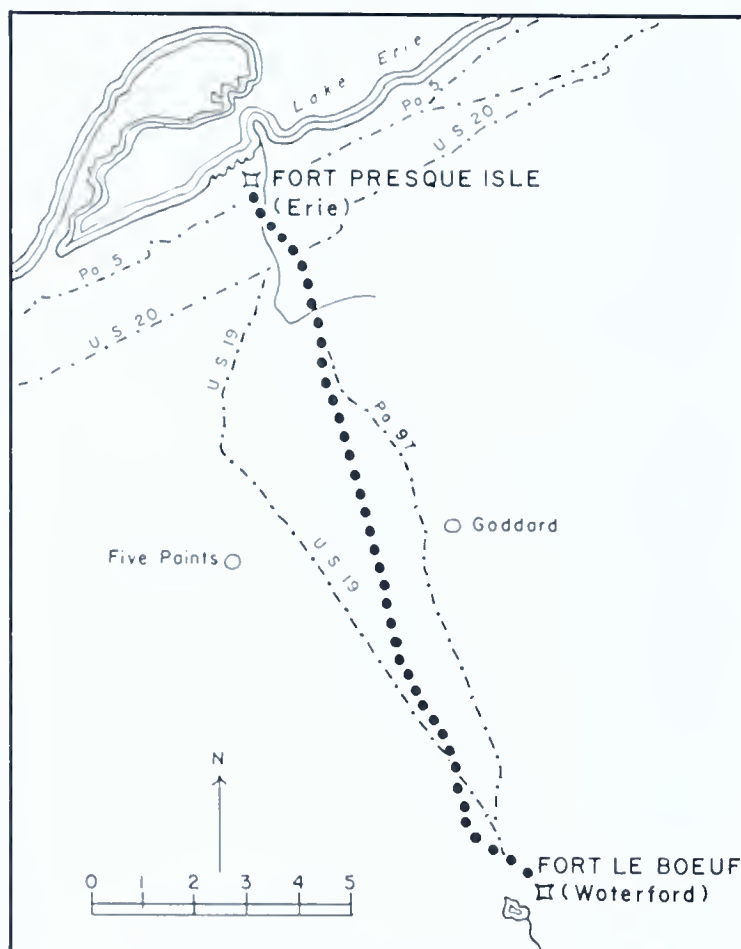 Lake Erie
Pa 5
U S 20
FORT PRESQUE ISLE
(Erie)
Pa 5
U S 20
U S 19
Pa 97
Goddard
Five Points
U S 19
N
0 1 2 3 4 5
FORT LE BOEUF
(Waterford)